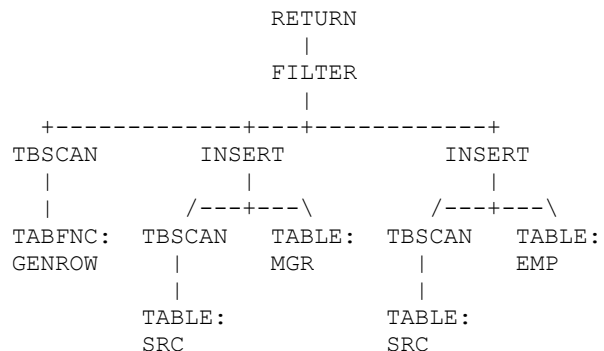 RETURN
|
FILTER
|
+-------------+---+------------+
TBSCAN INSERT INSERT
| | |
| /---+---\ /---+---\
TABFNC: TBSCAN TABLE: TBSCAN TABLE:
GENROW | MGR | EMP
| |
TABLE: TABLE:
SRC SRC